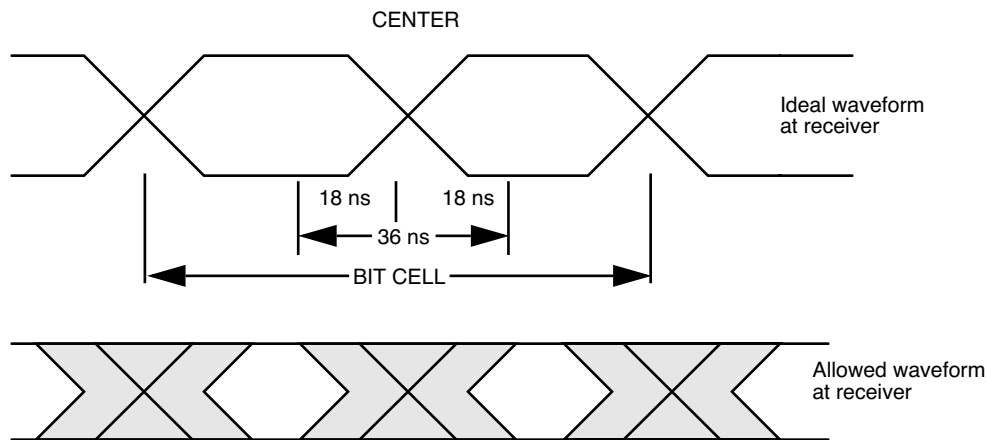 CENTER
Ideal waveform
at receiver
18 ns
18 ns
36 ns
BIT CELL
Allowed waveform
at receiver